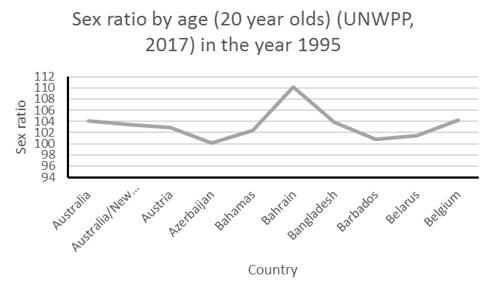 Sex ratio by age (20 year olds) (UNWPP,
2017) in the year 1995
112
110
108
106
104
102
100
98
96
94
Sex ratio
Australia
Australia/New...
Austria
Azerbaijan
Bahamas
Bahrain
Bangladesh
Barbados
Belarus
Belgium
Country